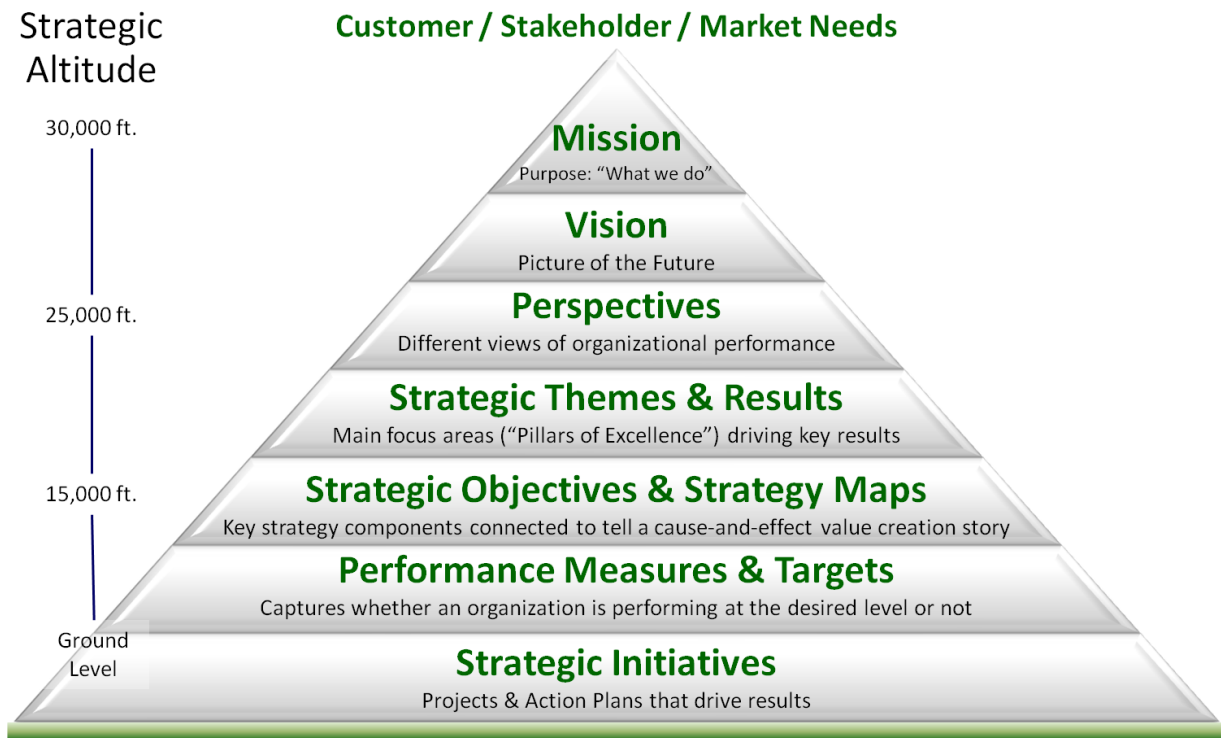 Strategic
Altitude
Customer / Stakeholder / Market Needs
30,000 ft.
Mission
Purpose: “What we do”
Vision
Picture of the Future
25,000 ft.
Perspectives
Different views of organizational performance
Strategic Themes & Results
Main focus areas (“Pillars of Excellence”) driving key results
15,000 ft.
Strategic Objectives & Strategy Maps
Key strategy components connected to tell a cause-and-effect value creation story
Performance Measures & Targets
Captures whether an organization is performing at the desired level or not
Ground
Level
Strategic Initiatives
Projects & Action Plans that drive results